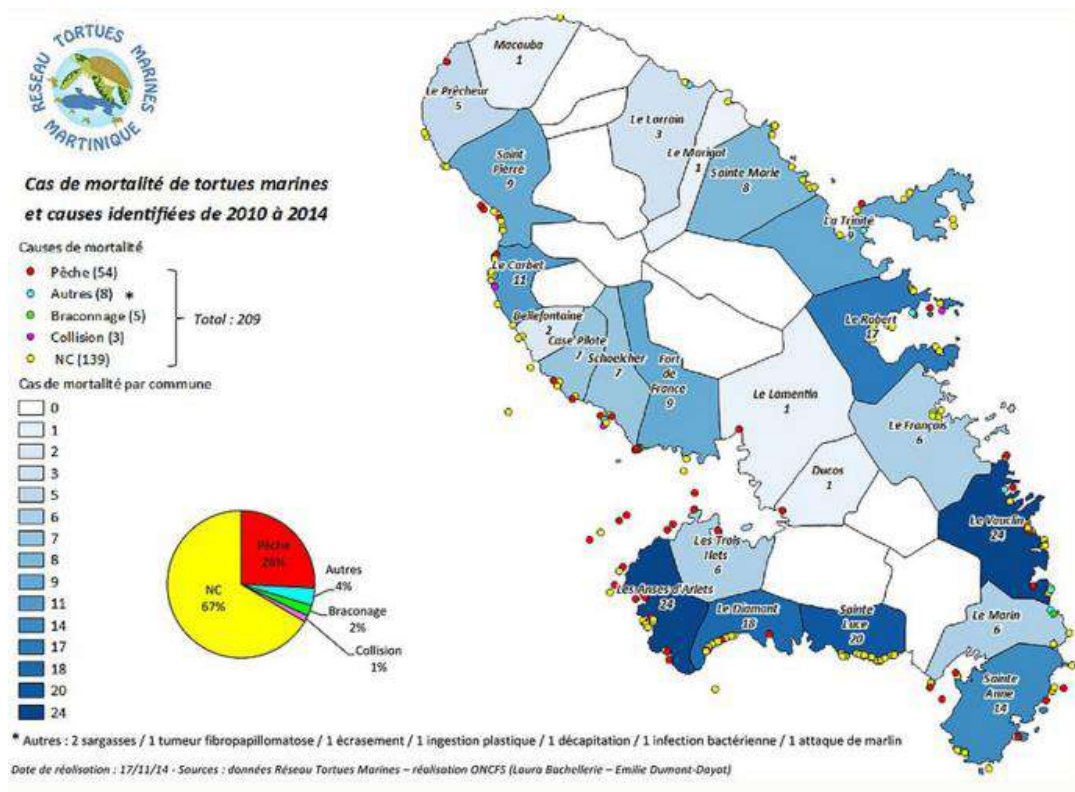 RESEAU TORTUES MARINES
MARTINIQUE
Cas de mortalité de tortues marines
et causes identifiées de 2010 à 2014
Causes de mortalité
Pêche (54)
Autres (8) *
Braconnage (5)
Collision (3)
NC (139)
Total : 209
Cas de mortalité par commune
0
1
2
3
5
6
7
8
9
11
14
17
18
20
24
Pêche
26%
Autres
4%
Braconage
2%
Collision
1%
NC
67%
Macouba
1
Le Prêcheur
5
Saint
Pierre
9
Le Lorrain
3
Le Marigot
1
Sainte Marie
8
La Trinité
9
Le Carbet
11
Bellefontaine
2
Case Pilote
7
Schoelcher
7
Fort
de
France
9
Le Robert
17
Le Lamentin
1
Le François
6
Ducos
1
Le Vauclin
24
Les Trois
Ilets
6
Les Anses d'Arlets
24
Le Diamant
18
Sainte
Luce
20
Le Marin
6
Sainte
Anne
14
* Autres : 2 sargasses / 1 tumeur fibropapillomatose / 1 écrasement / 1 ingestion plastique / 1 décapitation / 1 infection bactérienne / 1 attaque de marlin
Date de réalisation : 17/11/14 - Sources : données Réseau Tortues Marines – réalisation ONCFS (Laura Bachellerie – Emilie Dumont-Dayot)